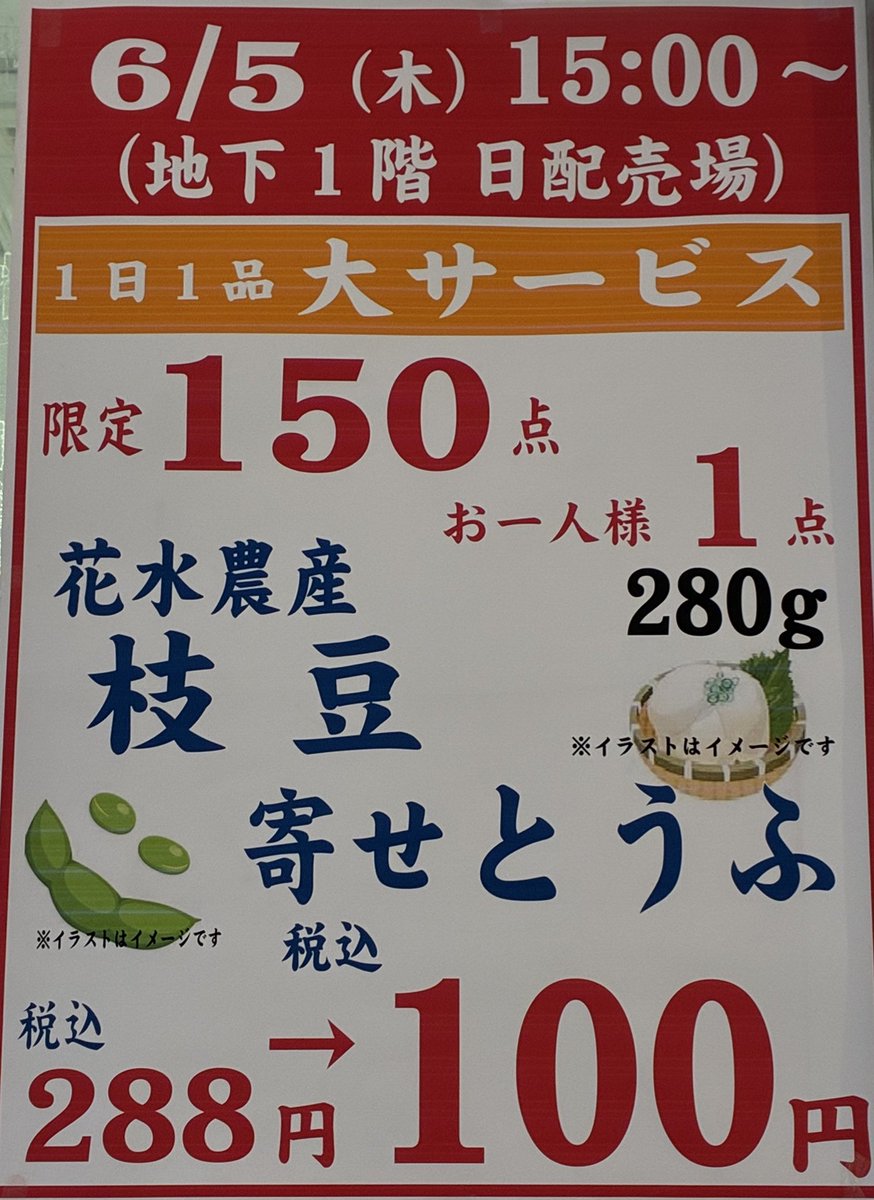 6/5（木）15:00～
（地下1階 日配売場）
1日1品 大サービス
限定150点
お一人様1点
花水農産
280g
枝豆
※イラストはイメージです
寄せとうふ
※イラストはイメージです
税込
税込
288円→100円